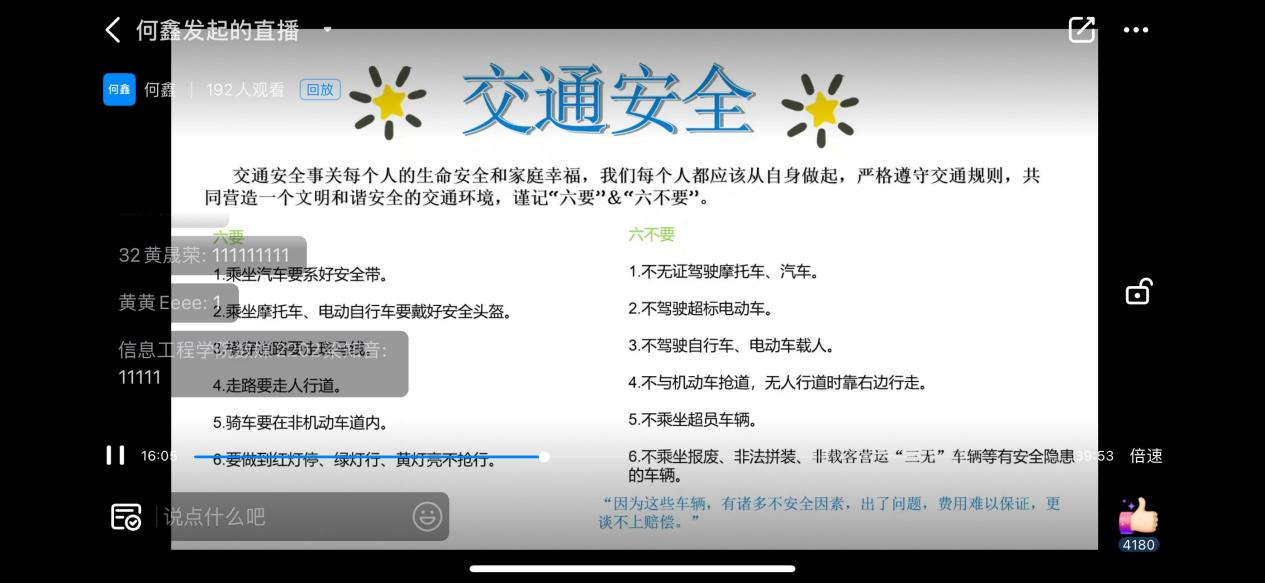 何鑫发起的直播
何鑫
何鑫 | 192人观看 回放
交通安全
交通安全事关每个人的生命安全和家庭幸福，我们每个人都应该从自身做起，严格遵守交通规则，共
同营造一个文明和谐安全的交通环境，谨记“六要”&“六不要”。
六要
32黄晟荣: 111111111
1.乘坐汽车要系好安全带。
黄黄Eeee: 1
2.乘坐摩托车、电动自行车要戴好安全头盔。
信息工程学院
11111
4.走路要走人行道。
5.骑车要在非机动车道内。
6.要做到红灯停、绿灯行、黄灯亮不抢行。
六不要
1.不无证驾驶摩托车、汽车。
2.不驾驶超标电动车。
3.不驾驶自行车、电动车载人。
4.不与机动车抢道，无人行道时靠右边行走。
5.不乘坐超员车辆。
6.不乘坐报废、非法拼装、非载客营运“三无”车辆等有安全隐患
的车辆。
“因为这些车辆，有诸多不安全因素，出了问题，费用难以保证，更
谈不上赔偿。”
16:05
39:53 倍速
说点什么吧
4180